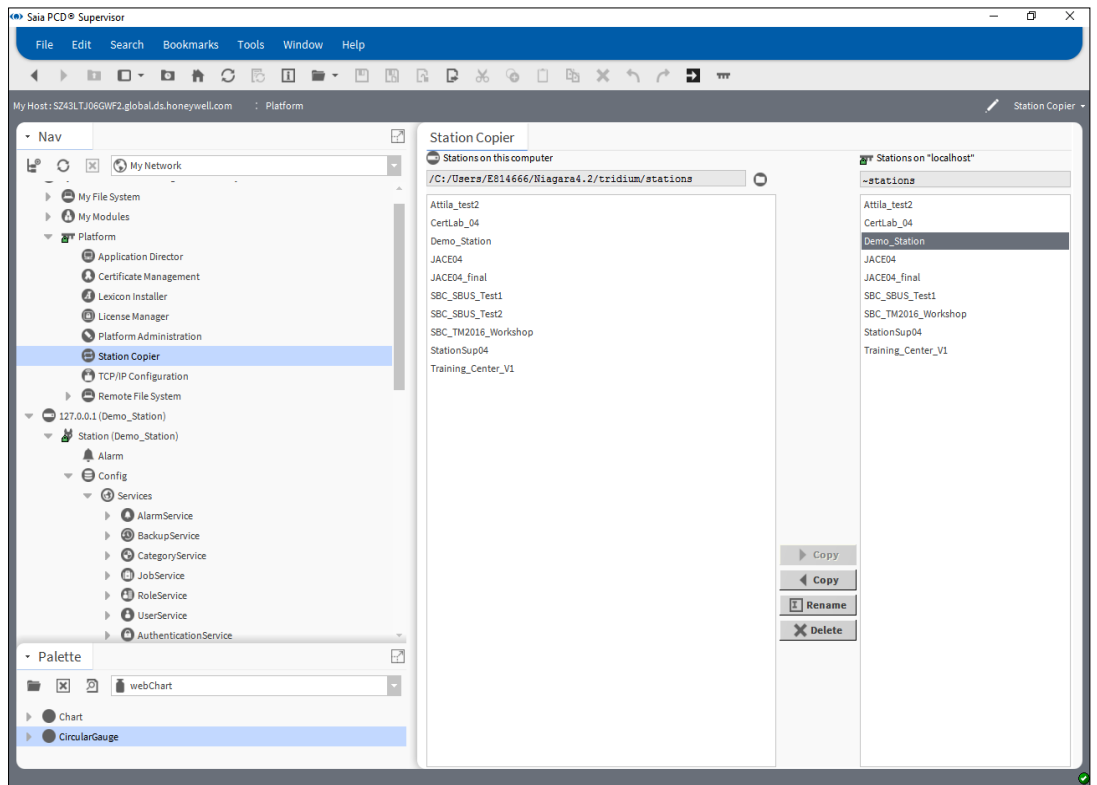 Saia PCD® Supervisor
File Edit Search Bookmarks Tools Window Help
My Host : SZ43LTJ06GWF2.global.ds.honeywell.com : Platform
Station Copier
Nav
My Network
My File System
My Modules
Platform
Application Director
Certificate Management
Lexicon Installer
License Manager
Platform Administration
Station Copier
TCP/IP Configuration
Remote File System
127.0.0.1 (Demo_Station)
Station (Demo_Station)
Alarm
Config
Services
AlarmService
BackupService
CategoryService
JobService
RoleService
UserService
AuthenticationService
Palette
webChart
Chart
CircularGauge
Station Copier
Stations on this computer
/C:/Users/E814666/Niagara4.2/tridium/stations
Attila_test2
CertLab_04
Demo_Station
JACE04
JACE04_final
SBC_SBUS_Test1
SBC_SBUS_Test2
SBC_TM2016_Workshop
StationSup04
Training_Center_V1
Copy
Copy
Rename
Delete
Stations on "localhost"
~stations
Attila_test2
CertLab_04
Demo_Station
JACE04
JACE04_final
SBC_SBUS_Test1
SBC_TM2016_Workshop
StationSup04
Training_Center_V1